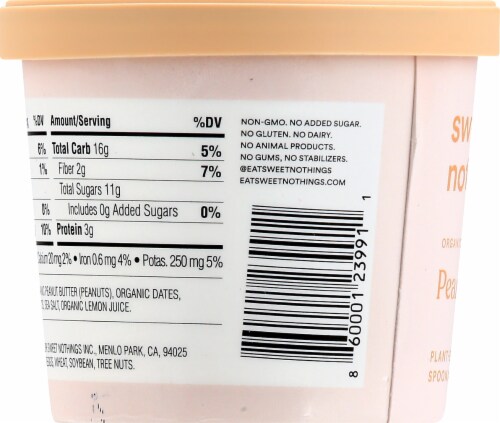 %DV Amount/Serving %DV
6% Total Carb 16g 5%
1% Fiber 2g 7%
Total Sugars 11g
0% Includes 0g Added Sugars 0%
10% Protein 3g
20mg 2% • Iron 0.6 mg 4% • Potas. 250 mg 5%
PEANUT BUTTER (PEANUTS), ORGANIC DATES,
SEA SALT, ORGANIC LEMON JUICE.
SWEET NOTHINGS INC., MENLO PARK, CA, 94025
WHEAT, SOYBEAN, TREE NUTS.
NON-GMO. NO ADDED SUGAR.
NO GLUTEN. NO DAIRY.
NO ANIMAL PRODUCTS.
NO GUMS, NO STABILIZERS.
@EATSWEETNOTHINGS
EATSWEETNOTHINGS.COM
8 60001 23991 1
sw
not
ORGANIC
Pea
PLANT-
SPOON